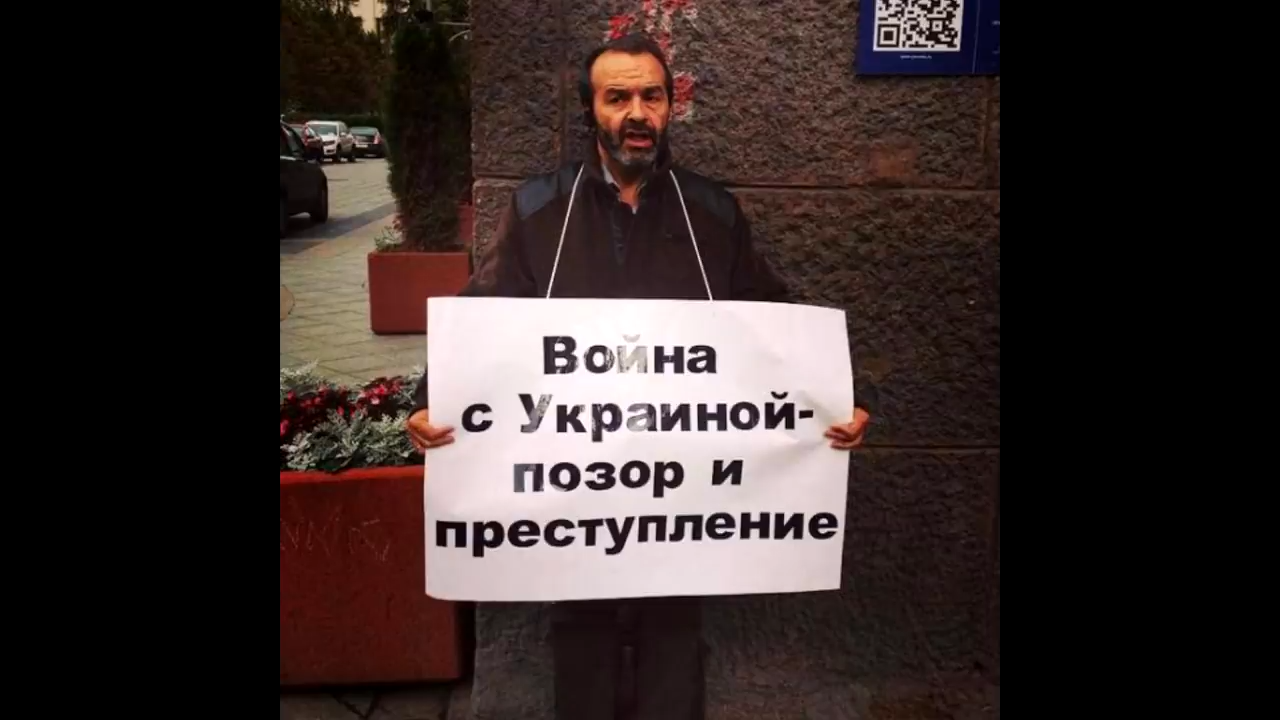 Война
с Украиной-
позор и
преступление